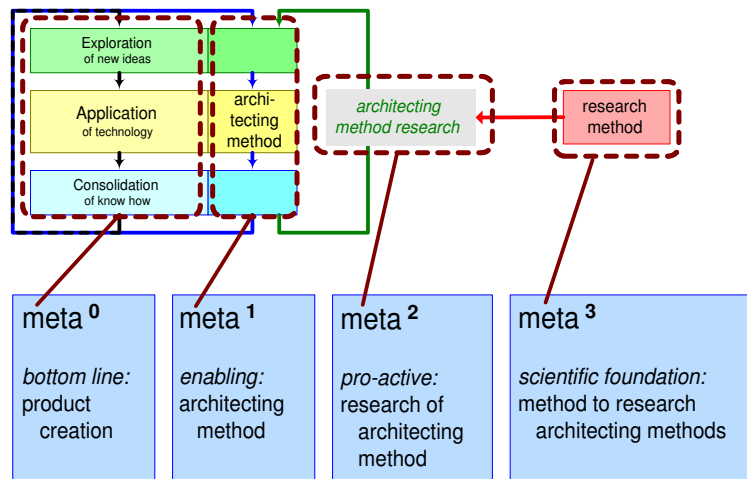 Exploration
of new ideas
Application
of technology
Consolidation
of know how
archi-
tecting
method
architecting
method research
research
method
meta 0
bottom line:
product
creation
meta 1
enabling:
architecting
method
meta 2
pro-active:
research of
architecting
method
meta 3
scientific foundation:
method to research
architecting methods